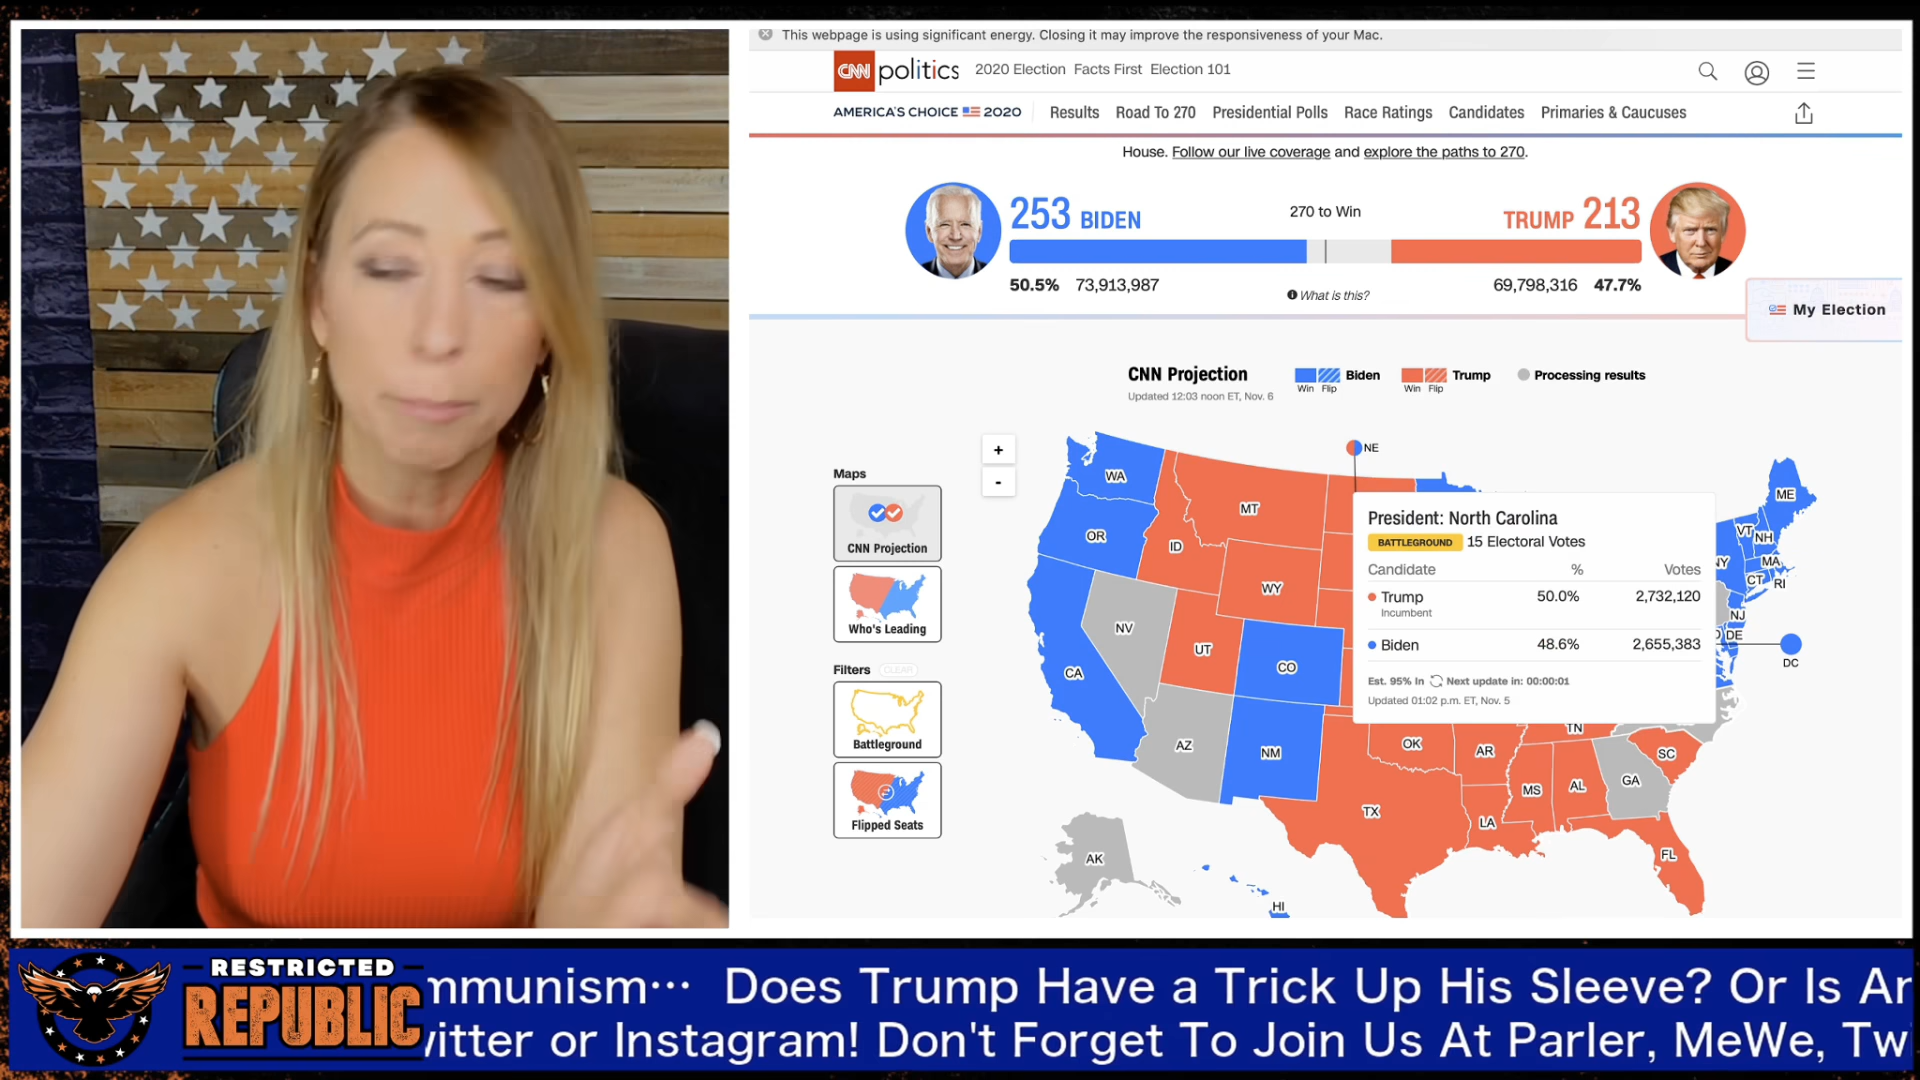 This webpage is using significant energy. Closing it may improve the responsiveness of your Mac.
CNN politics 2020 Election Facts First Election 101
AMERICA'S CHOICE 2020 Results Road To 270 Presidential Polls Race Ratings Candidates Primaries & Caucuses
House. Follow our live coverage and explore the paths to 270.
253 BIDEN 270 to Win TRUMP 213
50.5% 73,913,987 What is this? 69,798,316 47.7%
My Election
CNN Projection Biden Trump Processing results
Updated 12:03 noon ET, Nov. 6 Win Flip Win Flip
+
-
Maps
CNN Projection
Who's Leading
Filters CLEAR
Battleground
Flipped Seats
NE
WA
MT
ME
OR
ID
VT
NH
WY
NY
MA
CT
RI
NV
UT
CO
NJ
DE
CA
DC
AZ
NM
OK
AR
TN
SC
MS
AL
GA
TX
LA
FL
AK
HI
President: North Carolina
BATTLEGROUND 15 Electoral Votes
Candidate % Votes
Trump 50.0% 2,732,120
Incumbent
Biden 48.6% 2,655,383
Est. 95% In Next update in: 00:00:01
Updated 01:02 p.m. ET, Nov. 5
RESTRICTED
REPUBLIC
mmunism… Does Trump Have a Trick Up His Sleeve? Or Is Ar
itter or Instagram! Don't Forget To Join Us At Parler, MeWe, Tw